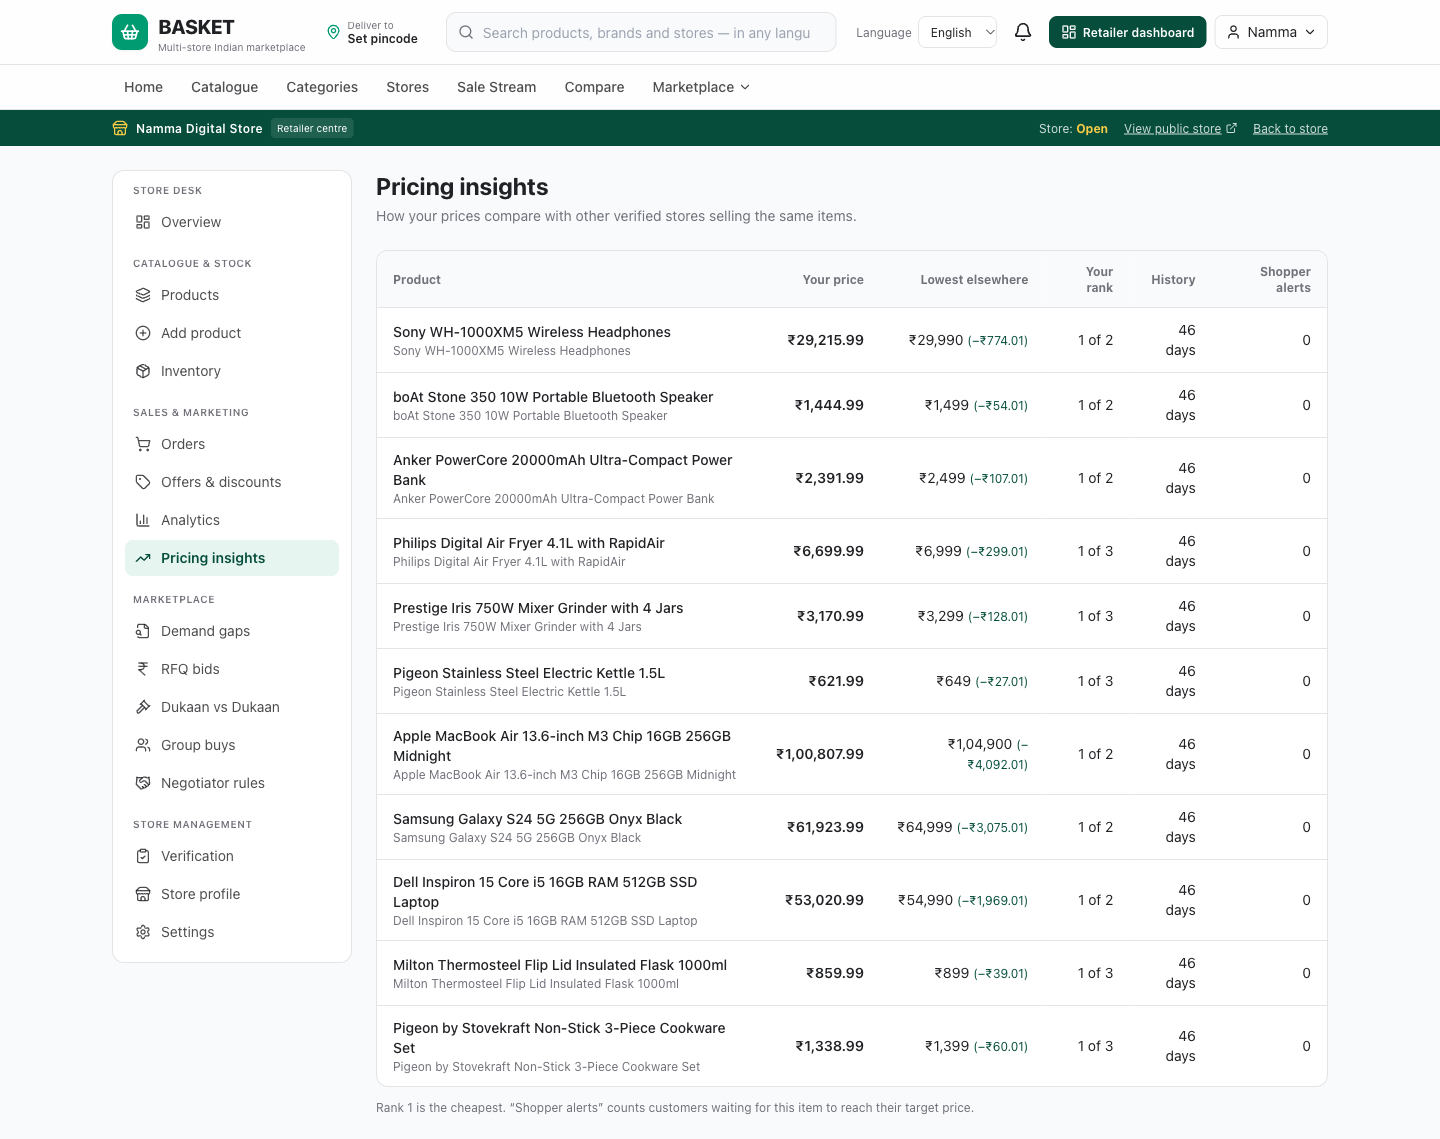 BASKET
Multi-store Indian marketplace
Deliver to
Set pincode
Search products, brands and stores — in any langu
Language
English
Retailer dashboard
Namma
Home
Catalogue
Categories
Stores
Sale Stream
Compare
Marketplace
Namma Digital Store
Retailer centre
Store: Open
View public store
Back to store
STORE DESK
Overview
CATALOGUE & STOCK
Products
Add product
Inventory
SALES & MARKETING
Orders
Offers & discounts
Analytics
Pricing insights
MARKETPLACE
Demand gaps
RFQ bids
Dukaan vs Dukaan
Group buys
Negotiator rules
STORE MANAGEMENT
Verification
Store profile
Settings
Pricing insights
How your prices compare with other verified stores selling the same items.
Product Your price Lowest elsewhere Your rank History Shopper alerts
Sony WH-1000XM5 Wireless Headphones
Sony WH-1000XM5 Wireless Headphones
₹29,215.99 ₹29,990 (−₹774.01) 1 of 2 46 days 0
boAt Stone 350 10W Portable Bluetooth Speaker
boAt Stone 350 10W Portable Bluetooth Speaker
₹1,444.99 ₹1,499 (−₹54.01) 1 of 2 46 days 0
Anker PowerCore 20000mAh Ultra-Compact Power
Bank
Anker PowerCore 20000mAh Ultra-Compact Power Bank
₹2,391.99 ₹2,499 (−₹107.01) 1 of 2 46 days 0
Philips Digital Air Fryer 4.1L with RapidAir
Philips Digital Air Fryer 4.1L with RapidAir
₹6,699.99 ₹6,999 (−₹299.01) 1 of 3 46 days 0
Prestige Iris 750W Mixer Grinder with 4 Jars
Prestige Iris 750W Mixer Grinder with 4 Jars
₹3,170.99 ₹3,299 (−₹128.01) 1 of 3 46 days 0
Pigeon Stainless Steel Electric Kettle 1.5L
Pigeon Stainless Steel Electric Kettle 1.5L
₹621.99 ₹649 (−₹27.01) 1 of 3 46 days 0
Apple MacBook Air 13.6-inch M3 Chip 16GB 256GB
Midnight
Apple MacBook Air 13.6-inch M3 Chip 16GB 256GB Midnight
₹1,00,807.99 ₹1,04,900 (−₹4,092.01) 1 of 2 46 days 0
Samsung Galaxy S24 5G 256GB Onyx Black
Samsung Galaxy S24 5G 256GB Onyx Black
₹61,923.99 ₹64,999 (−₹3,075.01) 1 of 2 46 days 0
Dell Inspiron 15 Core i5 16GB RAM 512GB SSD
Laptop
Dell Inspiron 15 Core i5 16GB RAM 512GB SSD Laptop
₹53,020.99 ₹54,990 (−₹1,969.01) 1 of 2 46 days 0
Milton Thermosteel Flip Lid Insulated Flask 1000ml
Milton Thermosteel Flip Lid Insulated Flask 1000ml
₹859.99 ₹899 (−₹39.01) 1 of 3 46 days 0
Pigeon by Stovekraft Non-Stick 3-Piece Cookware
Set
Pigeon by Stovekraft Non-Stick 3-Piece Cookware Set
₹1,338.99 ₹1,399 (−₹60.01) 1 of 3 46 days 0
Rank 1 is the cheapest. “Shopper alerts” counts customers waiting for this item to reach their target price.